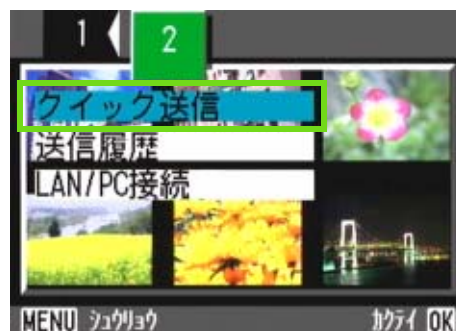 1 2
クイック送信
送信履歴
LAN/PC接続
MENU シュウリョウ カクテイ OK